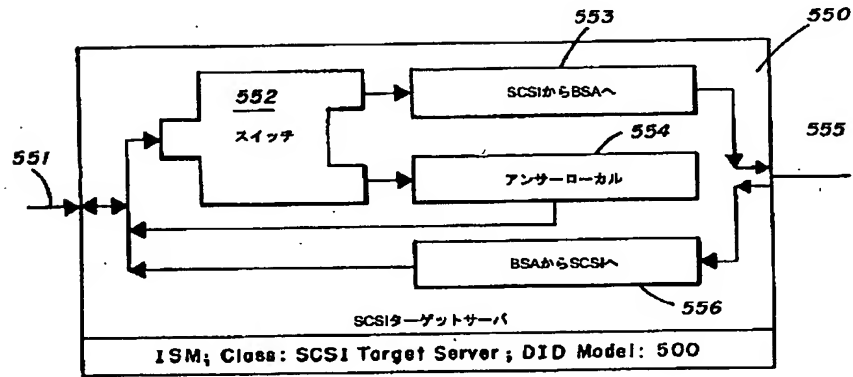 553
550
552
スイッチ
SCSIからBSAへ
555
551
554
アンサーローカル
BSAからSCSIへ
556
SCSIターゲットサーバ
ISM; Class: SCSI Target Server; DID Model: 500